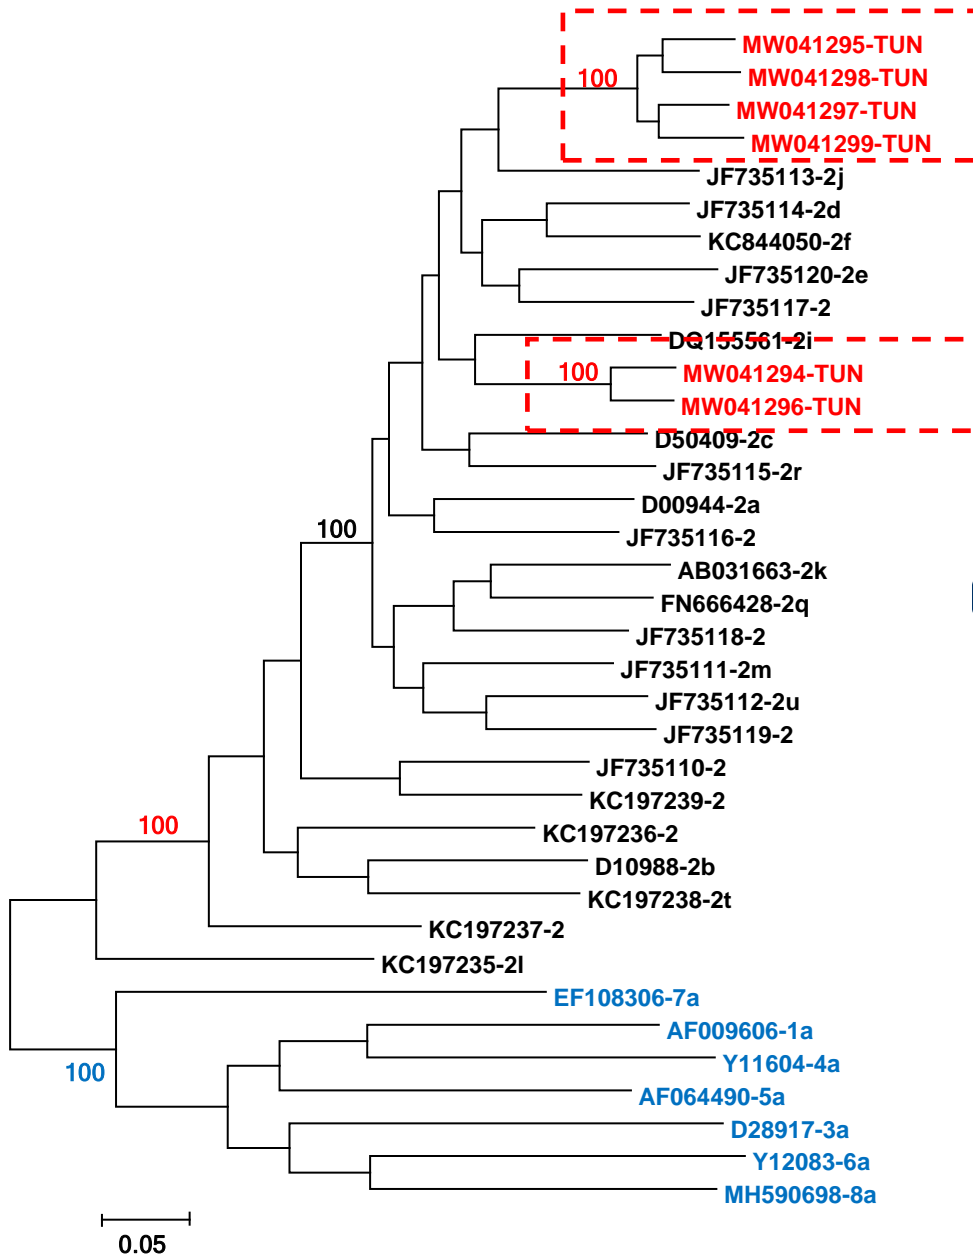 MW041295-TUN
100
MW041298-TUN
MW041297-TUN
MW041299-TUN
JF735113-2j
JF735114-2d
KC844050-2f
JF735120-2e
JF735117-2
DQ155561-2i
100
MW041294-TUN
MW041296-TUN
D50409-2c
JF735115-2r
D00944-2a
100
JF735116-2
AB031663-2k
FN666428-2q
JF735118-2
JF735111-2m
JF735112-2u
JF735119-2
JF735110-2
KC197239-2
100
KC197236-2
D10988-2b
KC197238-2t
KC197237-2
KC197235-2l
EF108306-7a
AF009606-1a
Y11604-4a
100
AF064490-5a
D28917-3a
Y12083-6a
MH590698-8a
0.05